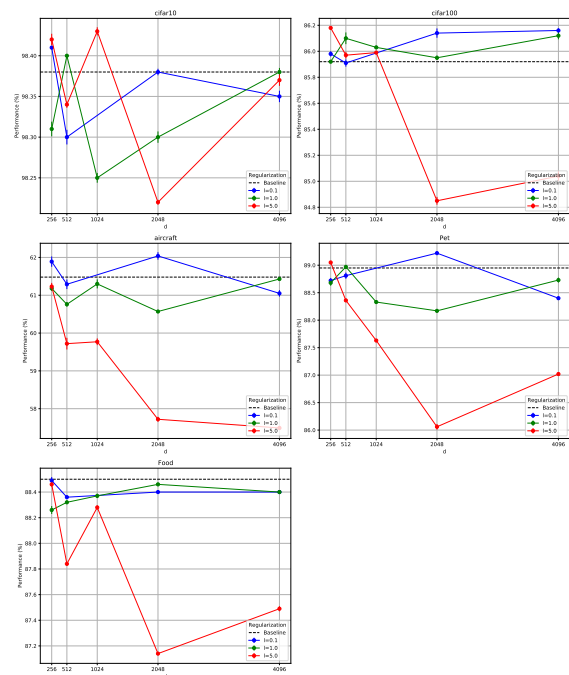 cifar10
Performance (%)
98.40
98.35
98.30
98.25
256 512 1024 2048 4096
d
Regularization
Baseline
l=0.1
l=1.0
l=5.0
cifar100
Performance (%)
86.2
86.0
85.8
85.6
85.4
85.2
85.0
84.8
256 512 1024 2048 4096
d
Regularization
Baseline
l=0.1
l=1.0
l=5.0
aircraft
Performance (%)
62
61
60
59
58
256 512 1024 2048 4096
d
Regularization
Baseline
l=0.1
l=1.0
l=5.0
Pet
Performance (%)
89.0
88.5
88.0
87.5
87.0
86.5
86.0
256 512 1024 2048 4096
d
Regularization
Baseline
l=0.1
l=1.0
l=5.0
Food
Performance (%)
88.4
88.2
88.0
87.8
87.6
87.4
87.2
256 512 1024 2048 4096
Regularization
Baseline
l=0.1
l=1.0
l=5.0